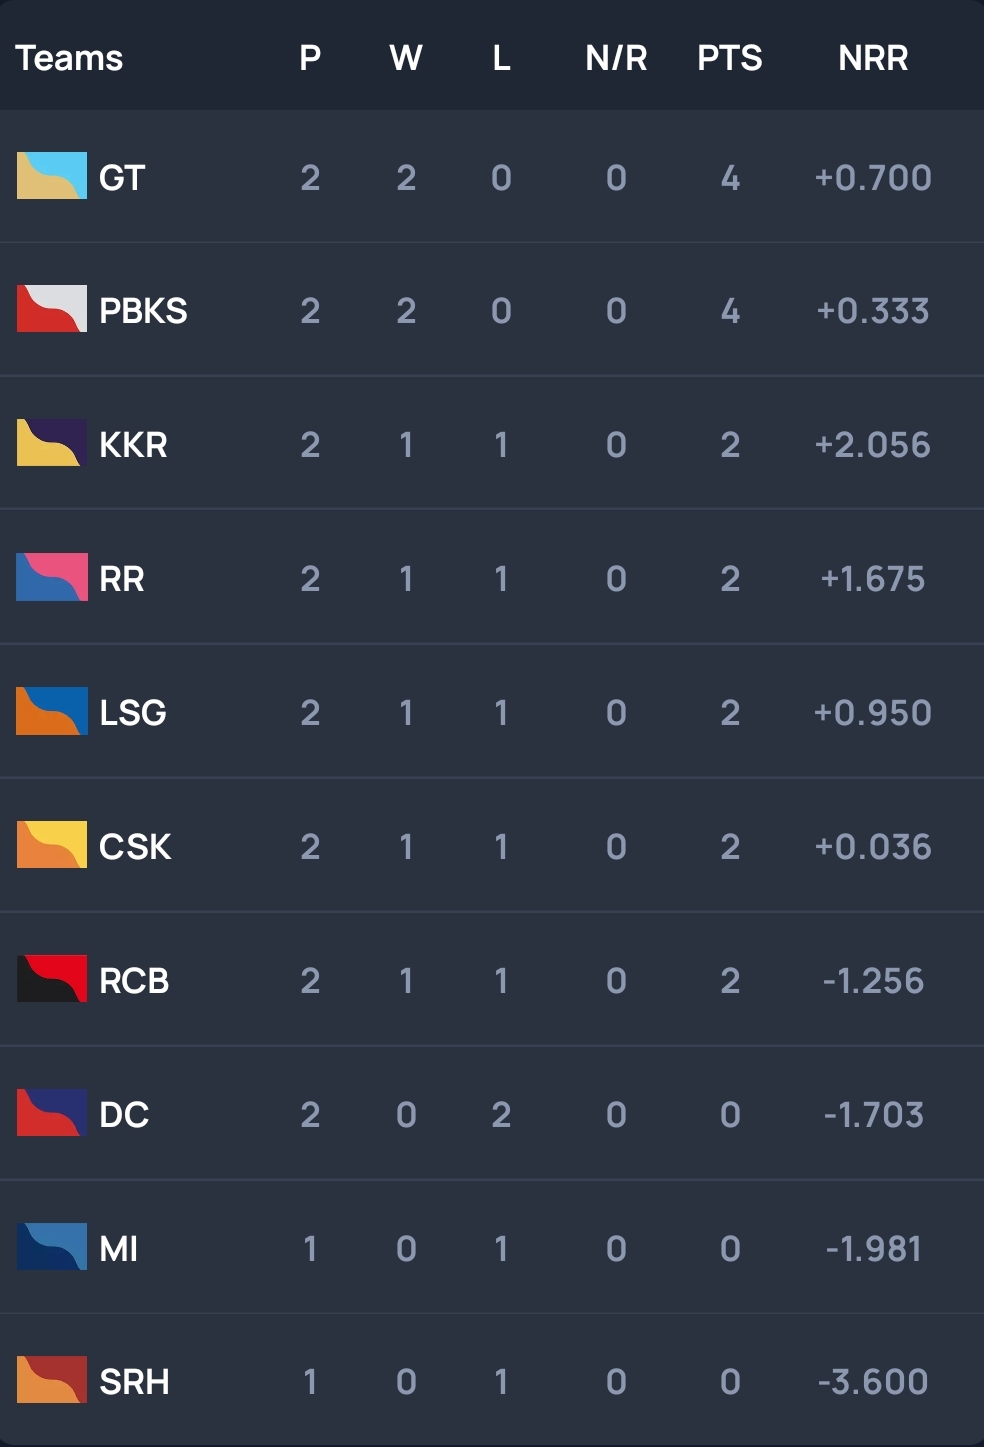 Teams P W L N/R PTS NRR
GT 2 2 0 0 4 +0.700
PBKS 2 2 0 0 4 +0.333
KKR 2 1 1 0 2 +2.056
RR 2 1 1 0 2 +1.675
LSG 2 1 1 0 2 +0.950
CSK 2 1 1 0 2 +0.036
RCB 2 1 1 0 2 -1.256
DC 2 0 2 0 0 -1.703
MI 1 0 1 0 0 -1.981
SRH 1 0 1 0 0 -3.600